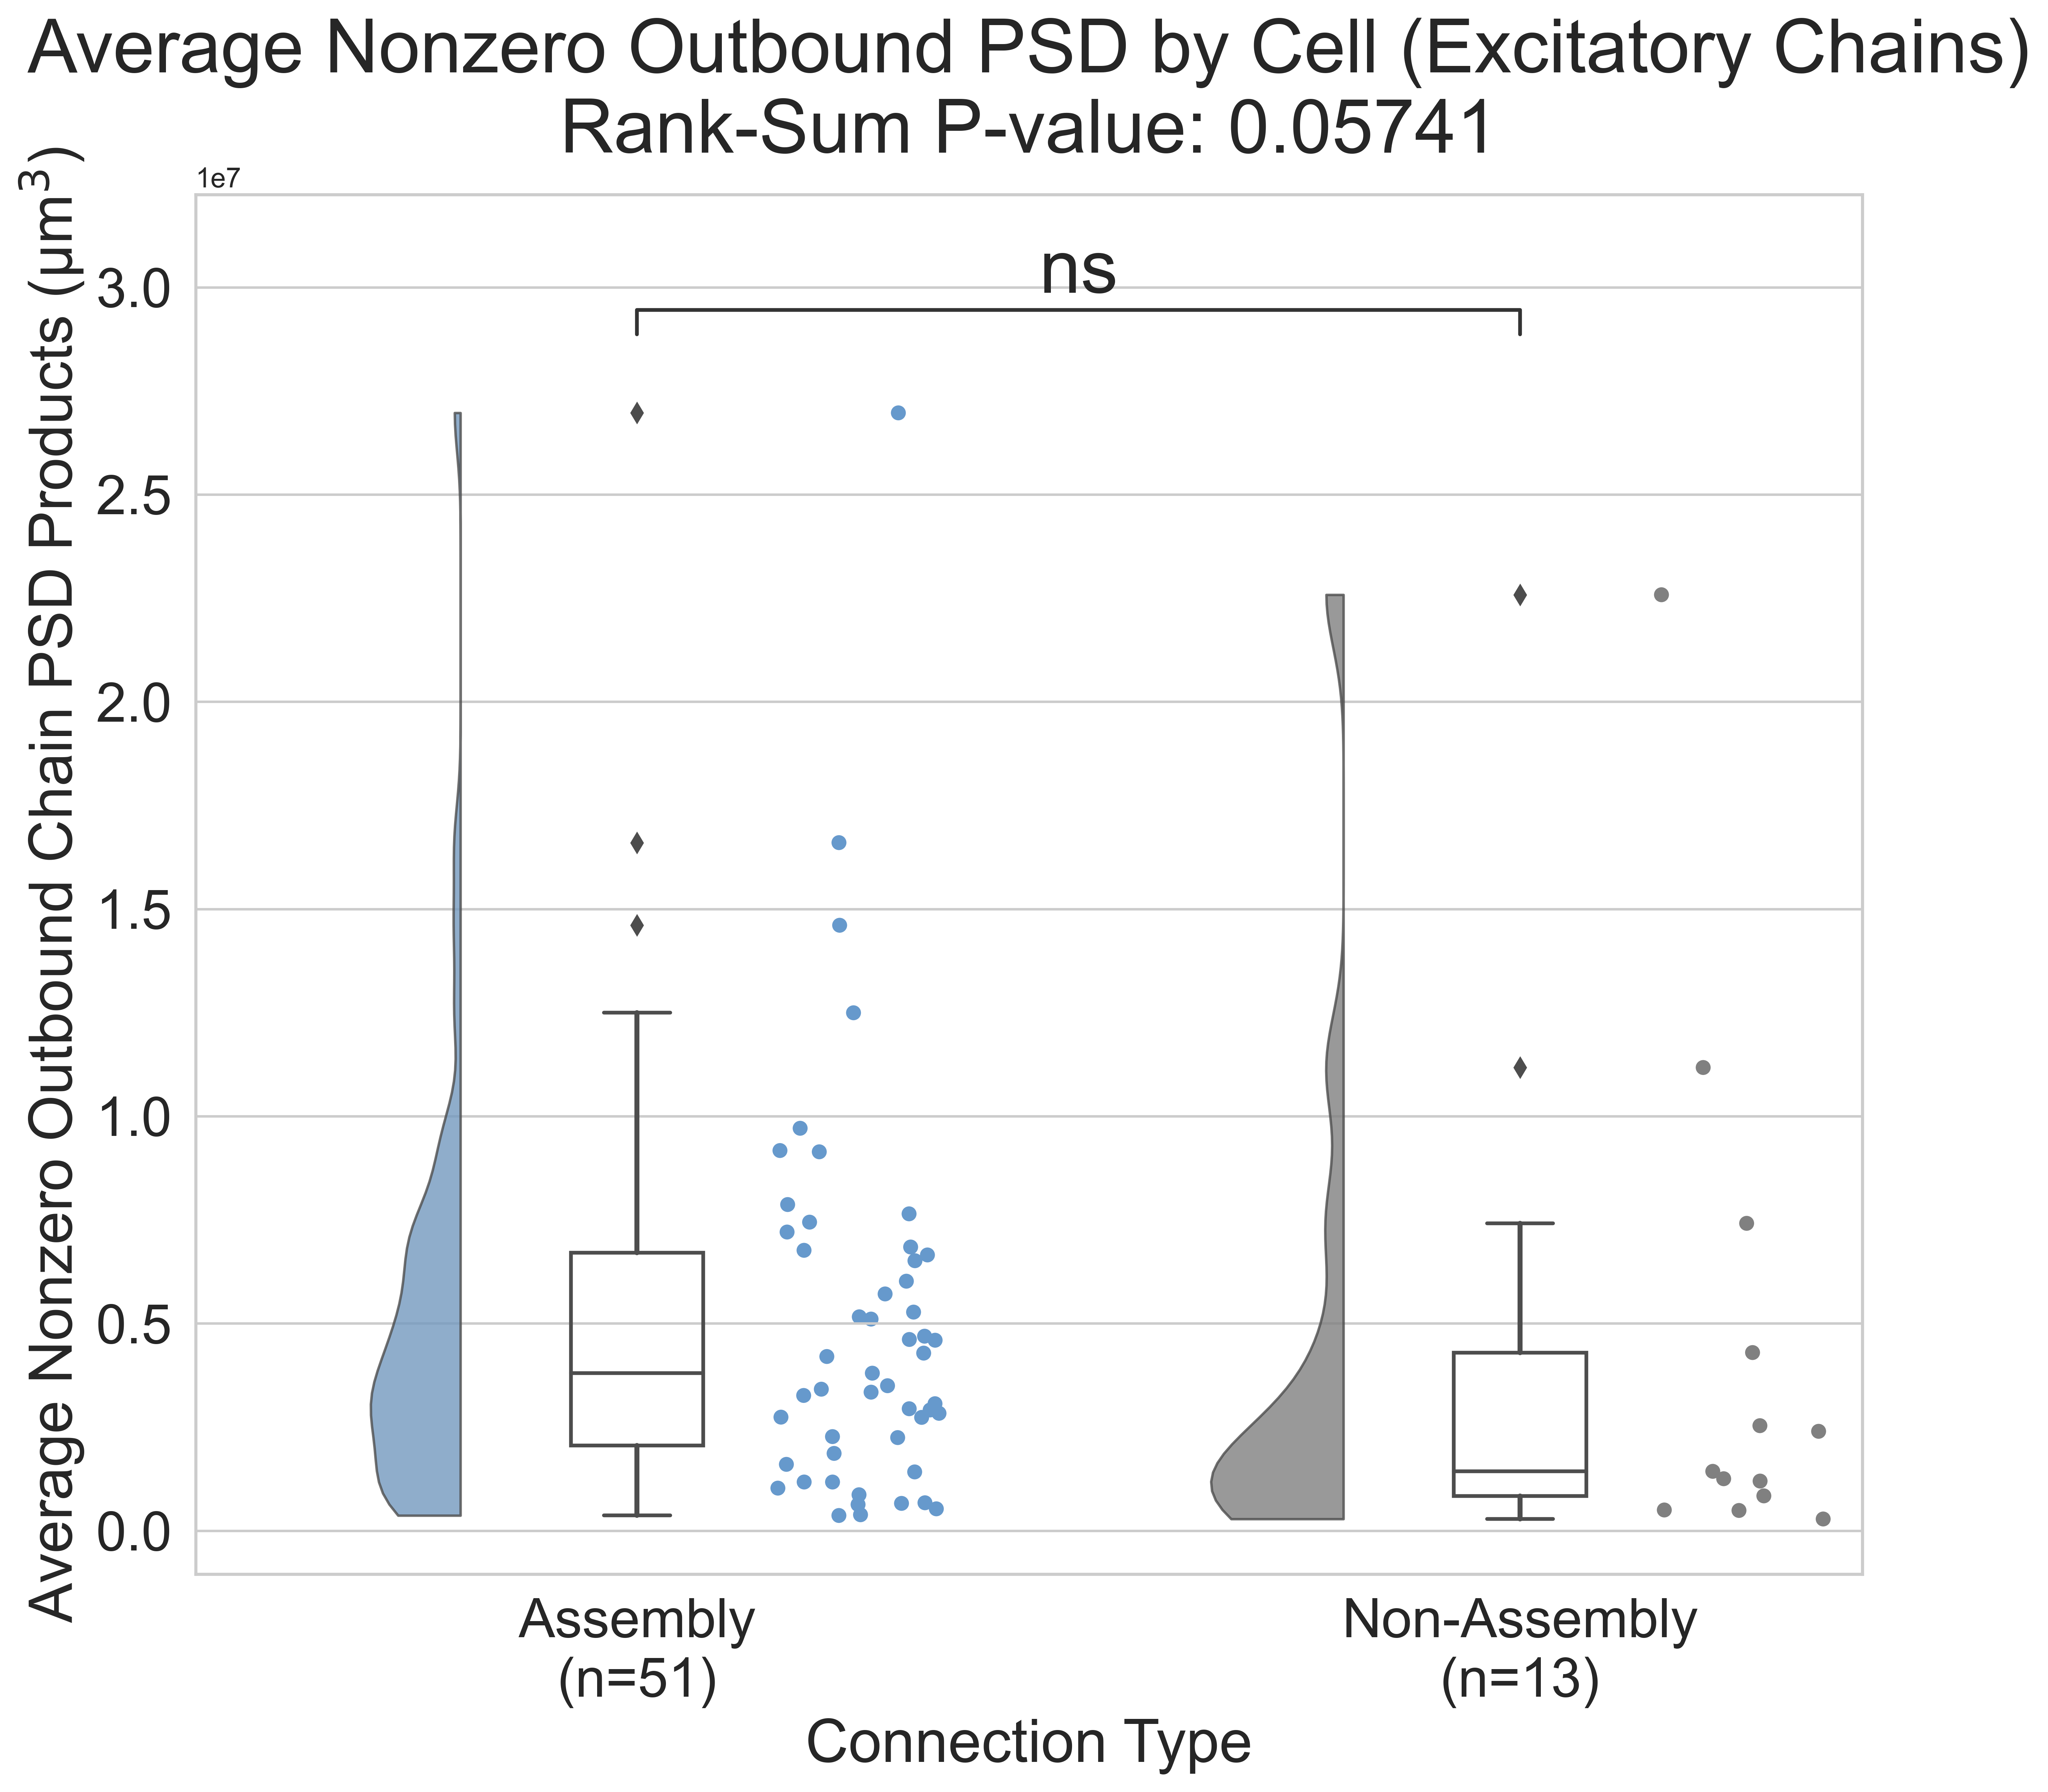 Average Nonzero Outbound PSD by Cell (Excitatory Chains)
Rank-Sum P-value: 0.05741
1e7
Average Nonzero Outbound Chain PSD Products (µm³)
ns
3.0
2.5
2.0
1.5
1.0
0.5
0.0
Assembly
(n=51)
Non-Assembly
(n=13)
Connection Type